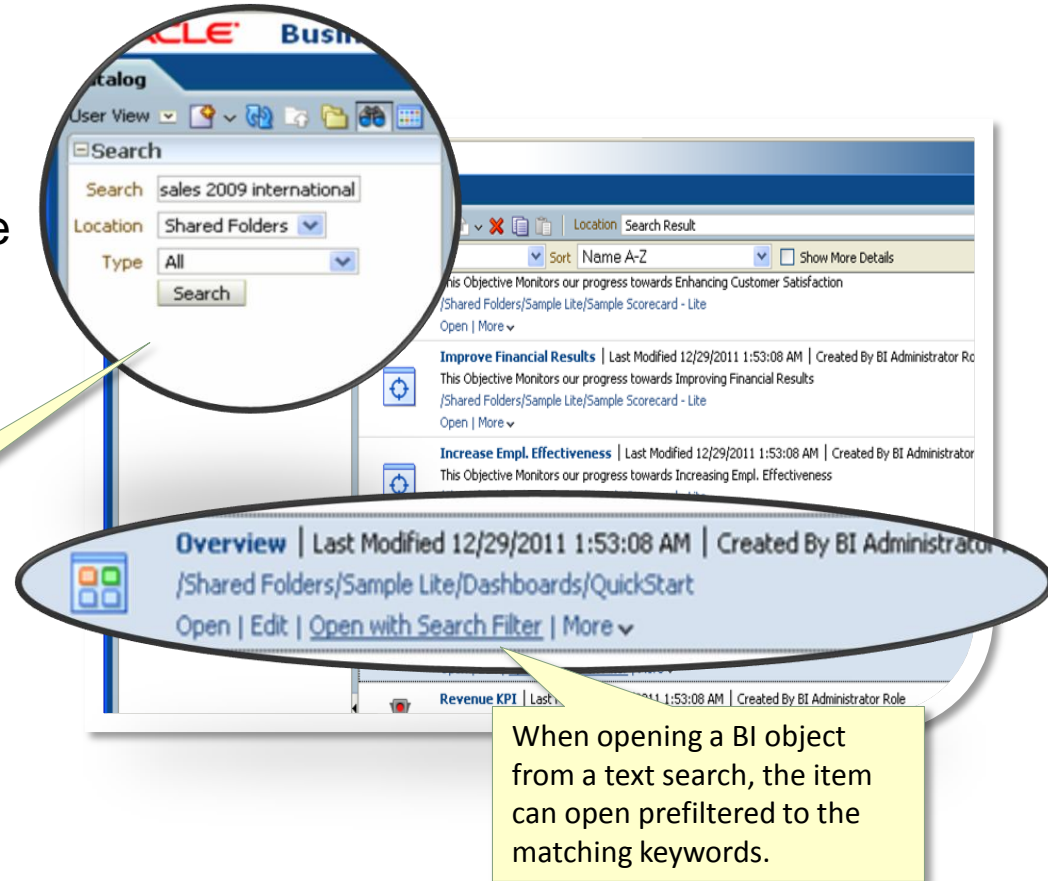 Busin
User View
Search
Search sales 2009 international
Location Shared Folders
Type All
Search
Location Search Result
Sort Name A-Z Show More Details
This Objective Monitors our progress towards Enhancing Customer Satisfaction
/Shared Folders/Sample Lite/Sample Scorecard - Lite
Open | More
Improve Financial Results | Last Modified 12/29/2011 1:53:08 AM | Created By BI Administrator Ro
This Objective Monitors our progress towards Improving Financial Results
/Shared Folders/Sample Lite/Sample Scorecard - Lite
Open | More
Increase Empl. Effectiveness | Last Modified 12/29/2011 1:53:08 AM | Created By BI Administrator
This Objective Monitors our progress towards Increasing Empl. Effectiveness
Overview | Last Modified 12/29/2011 1:53:08 AM | Created By BI Administrator
/Shared Folders/Sample Lite/Dashboards/QuickStart
Open | Edit | Open with Search Filter | More
Revenue KPI | Last 2011 1:53:08 AM | Created By BI Administrator Role
When opening a BI object
from a text search, the item
can open prefiltered to the
matching keywords.